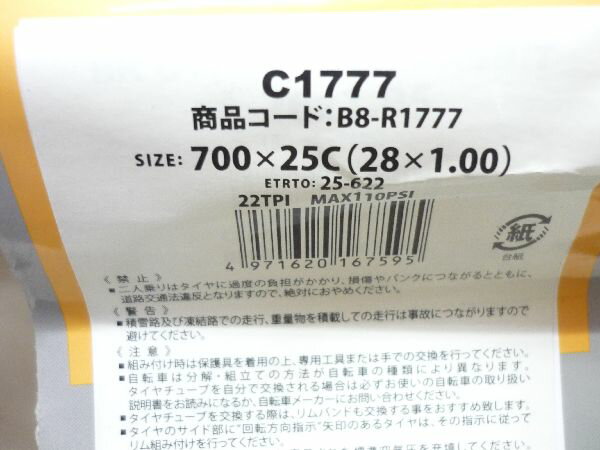 C1777
商品コード:B8-R1777
SIZE: 700×25C(28×1.00)
ETRTO: 25-622
22TPI MAX110PSI
4 971620 167595
紙
台紙
《 禁 止 》
■二人乗りはタイヤに過度の負担がかかり、損傷やパンクにつながるとともに、
道路交通法違反となりますので、絶対におやめください。
《 警 告 》
■積雪路及び凍結路での走行、重量物を積載しての走行は事故につながりますので
避けてください。
《 注 意 》
■組み付け時は保護具を着用の上、専用工具または手での交換を行ってください。
■自転車は分解・組立ての方が自転車の種類により異なります。
タイヤチューブを自分で交換される場合は必ずお使いの自転車の取り扱い
説明書をお読みになるか、自転車メーカーにお問い合わせください。
■タイヤチューブを交換する際は、リムバンドも交換する事をおすすめ致します。
■タイヤのサイド部に"回転方向指示"矢印のあるタイヤは、その指示に従って
リム組み付けを行ってください。